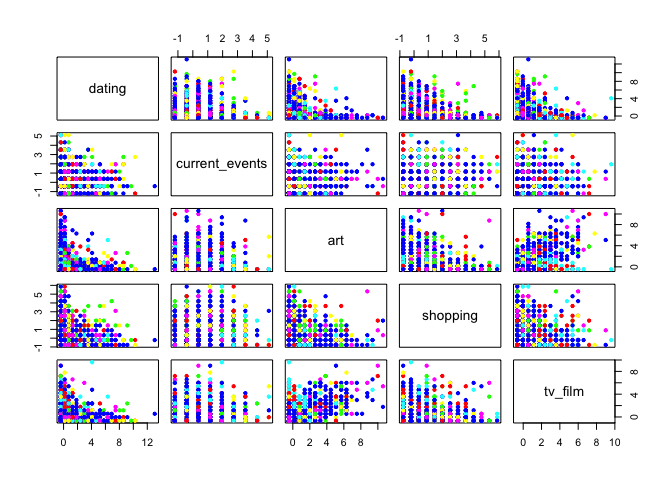 -1 1 2 3 4 5 -1 1 2 3 4 5
dating
0 4 8
current_events
-1 1 3 5
art
0 4 8
shopping
-1 1 3 5
tv_film
0 4 8
0 4 8 12 0 2 4 6 8 0 2 4 6 8 10